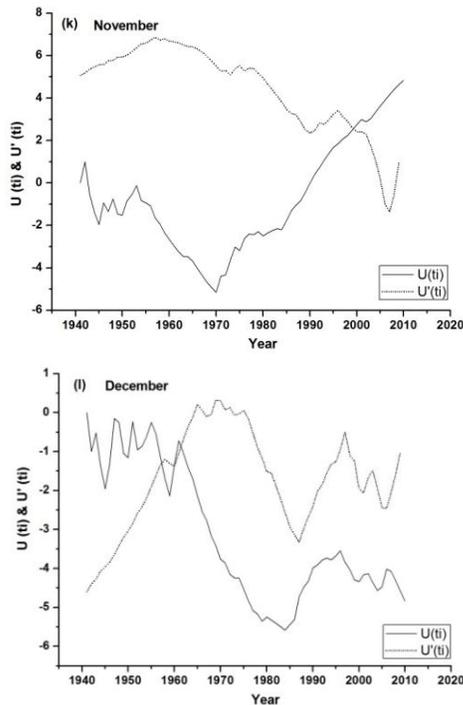 (k) November
8
6
4
2
0
-2
-4
-6
U (ti) & U' (ti)
U(ti)
U'(ti)
1940 1950 1960 1970 1980 1990 2000 2010 2020
Year
(l) December
1
0
-1
-2
-3
-4
-5
-6
U (ti) & U' (ti)
U(ti)
U'(ti)
1940 1950 1960 1970 1980 1990 2000 2010 2020
Year